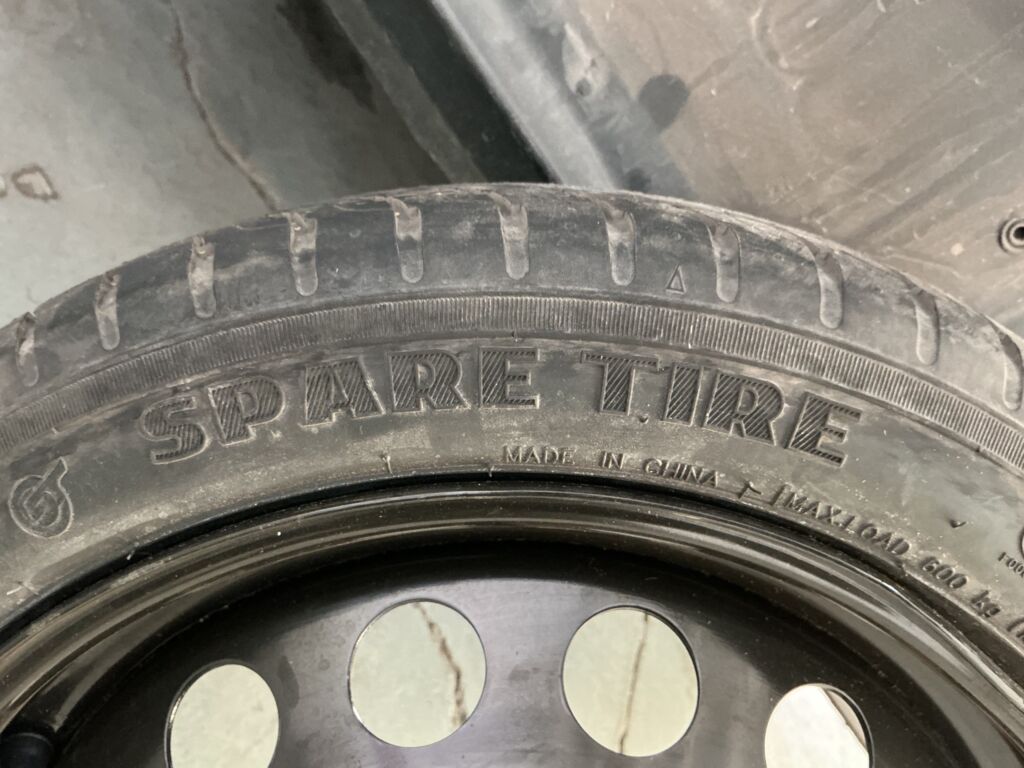 SPARE TIRE
MADE IN CHINA
MAX.LOAD 600 kg